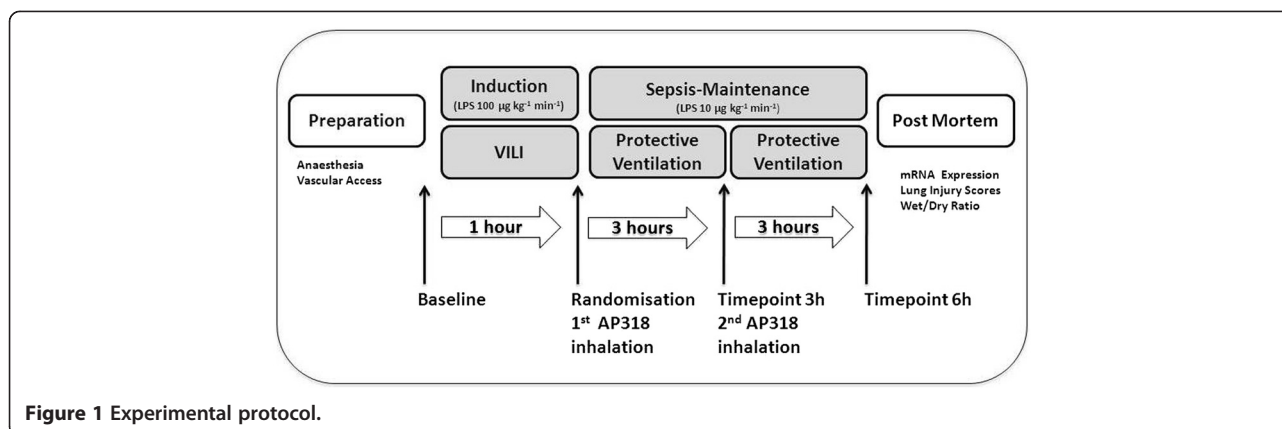 Preparation
Anaesthesia
Vascular Access
Induction
(LPS 100 µg kg⁻¹ min⁻¹)
VILI
Sepsis-Maintenance
(LPS 10 µg kg⁻¹ min⁻¹)
Protective
Ventilation
Protective
Ventilation
Post Mortem
mRNA Expression
Lung Injury Scores
Wet/Dry Ratio
1 hour
3 hours
3 hours
Baseline
Randomisation
1st AP318
inhalation
Timepoint 3h
2nd AP318
inhalation
Timepoint 6h
Figure 1 Experimental protocol.